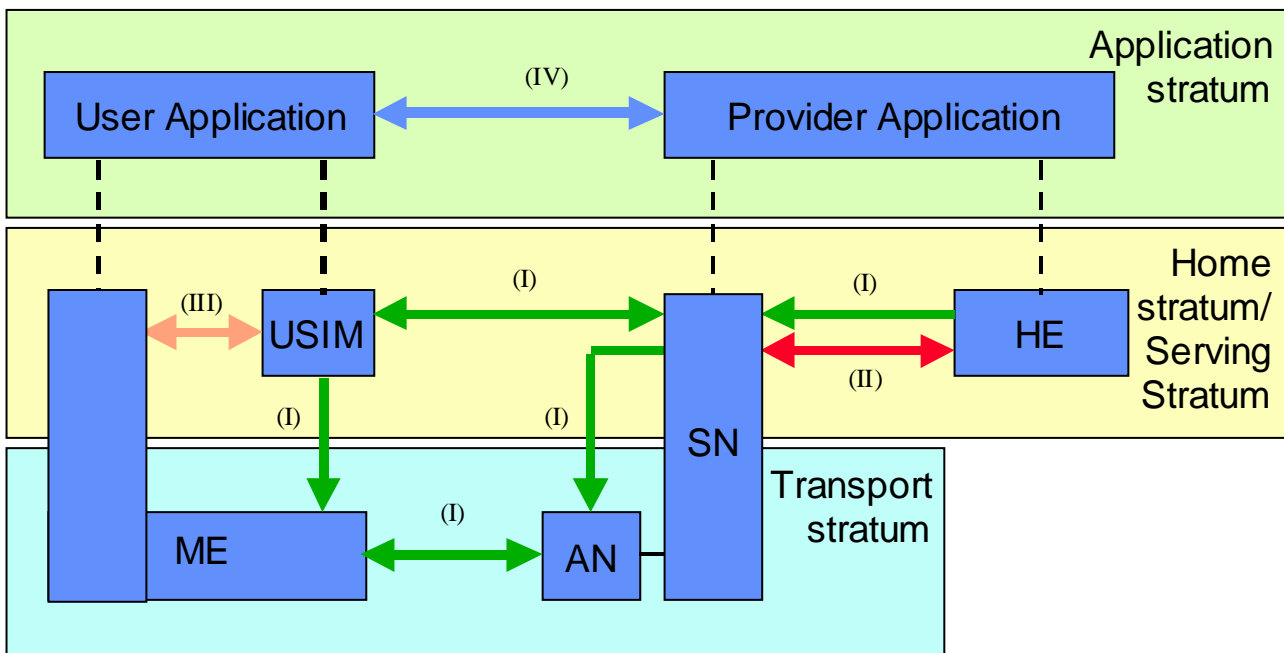 Application
stratum
(IV)
User Application
Provider Application
Home
stratum/
Serving
Stratum
(I)
(I)
(III)
USIM
HE
(II)
(I)
(I)
SN
Transport
stratum
(I)
ME
AN